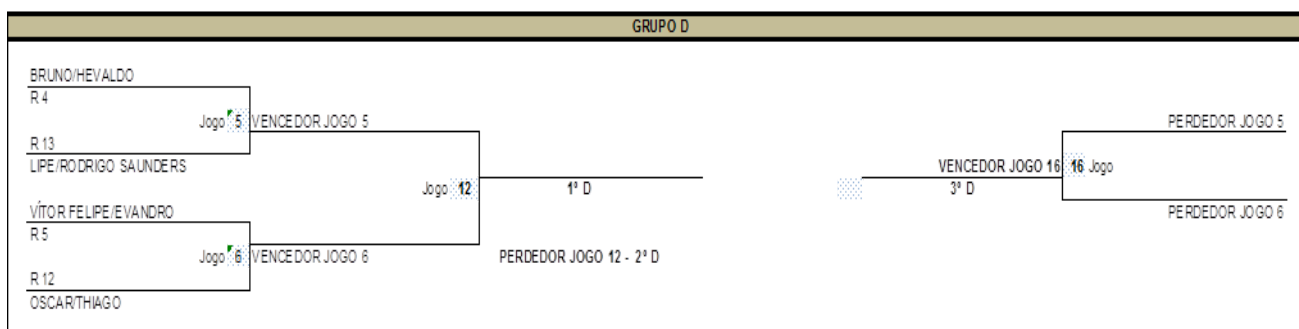 GRUPO D
BRUNO/HEVALDO
R 4
Jogo 5 VENCEDOR JOGO 5
PERDEDOR JOGO 5
R 13
LIPE/RODRIGO SAUNDERS
VENCEDOR JOGO 16 16 Jogo
Jogo 12 1º D
3º D
VÍTOR FELIPE/EVANDRO
PERDEDOR JOGO 6
R 5
Jogo 6 VENCEDOR JOGO 6
PERDEDOR JOGO 12 - 2º D
R 12
OSCAR/THIAGO